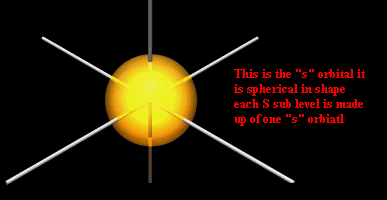 This is the "s" orbital it
is spherical in shape
each S sub level is made
up of one "s" orbiatl